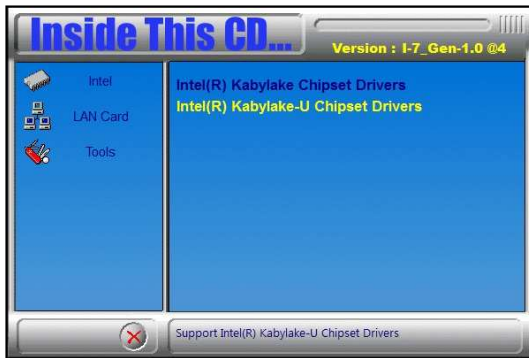 Inside This CD...
Version : I-7_Gen-1.0 @4
Intel
LAN Card
Tools
Intel(R) Kabylake Chipset Drivers
Intel(R) Kabylake-U Chipset Drivers
Support Intel(R) Kabylake-U Chipset Drivers